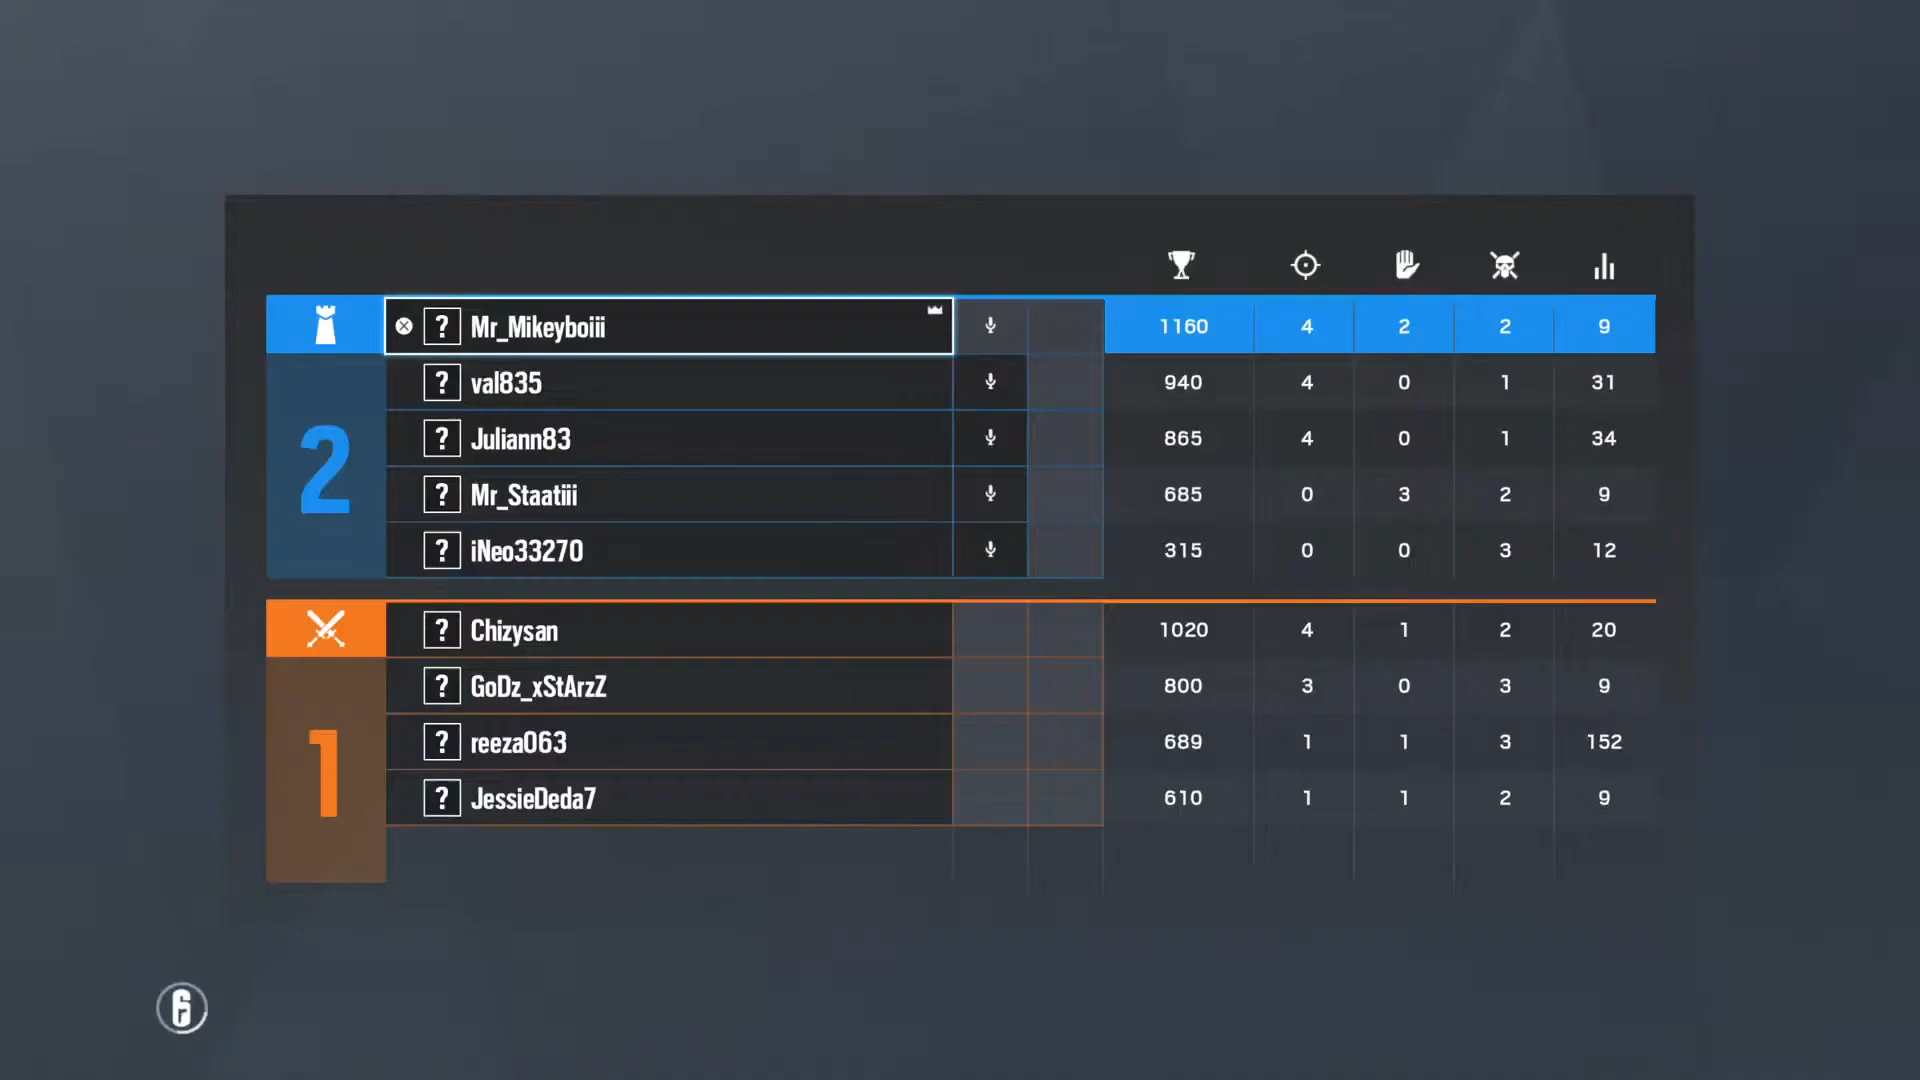 ? Mr_Mikeyboiii 1160 4 2 2 9
? val835 940 4 0 1 31
2
? Juliann83 865 4 0 1 34
? Mr_Staatiii 685 0 3 2 9
? iNeo33270 315 0 0 3 12
? Chizysan 1020 4 1 2 20
? GoDz_xStArzZ 800 3 0 3 9
1
? reeza063 689 1 1 3 152
? JessieDeda7 610 1 1 2 9
6